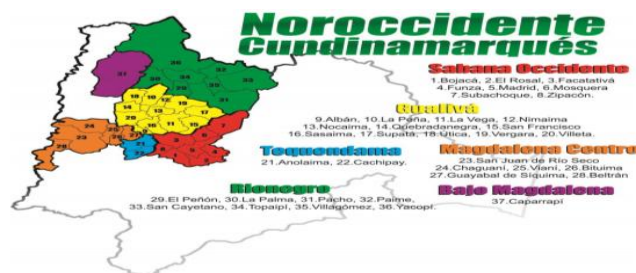 Noroccidente
Cundinamarqués
Sabana Occidente
1.Bojacá, 2.El Rosal, 3.Facatativá
4.Funza, 5.Madrid, 6.Mosquera
7.Subachoque, 8.Zipacón.
Gualivá
9.Albán, 10.La Peña, 11.La Vega, 12.Nimaima
13.Nocaima, 14.Quebradanegra, 15.San Francisco
16.Sasaima, 17.Supatá, 18.Utica, 19.Vergara, 20.Villeta.
Tequendama
21.Anolaima, 22.Cachipay.
Magdalena Centro
23.San Juan de Río Seco
24.Chaguaní, 25.Vianí, 26.Bituima
27.Guayabal de Siquima, 28.Beltrán
Rionegro
29.El Peñón, 30.La Palma, 31.Pacho, 32.Paime,
33.San Cayetano, 34.Topaipí, 35.Villagómez, 36.Yacopí.
Bajo Magdalena
37.Caparrapí